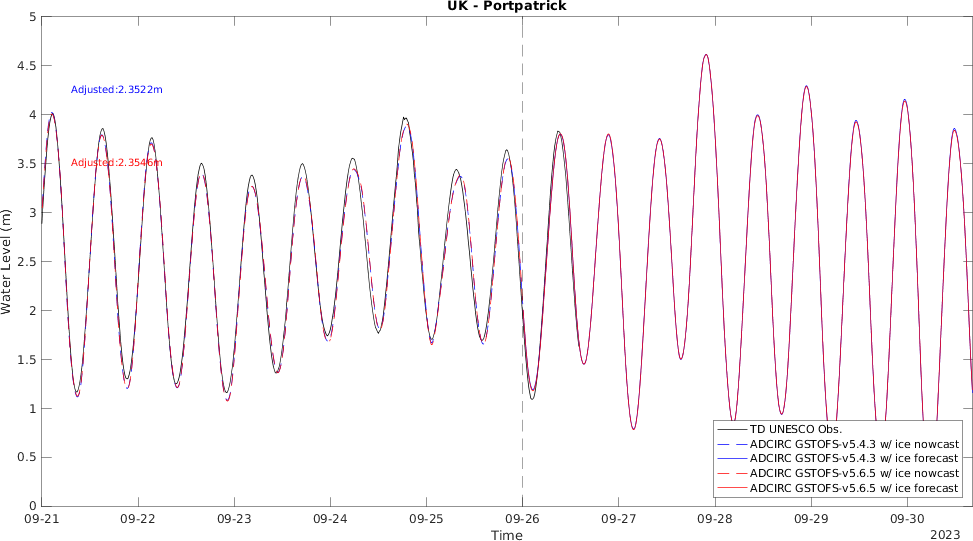 UK - Portpatrick
5
4.5
Adjusted:2.3522m
4
3.5
Adjusted:2.3546m
3
Water Level (m)
2.5
2
1.5
1
0.5
0
TD UNESCO Obs.
ADCIRC GSTOFS-v5.4.3 w/ ice nowcast
ADCIRC GSTOFS-v5.4.3 w/ ice forecast
ADCIRC GSTOFS-v5.6.5 w/ ice nowcast
ADCIRC GSTOFS-v5.6.5 w/ ice forecast
09-21 09-22 09-23 09-24 09-25 09-26 09-27 09-28 09-29 09-30
Time
2023